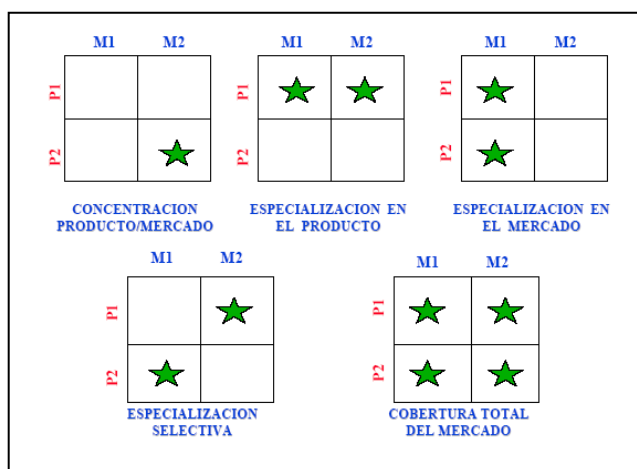 M1 M2
P1
P2
CONCENTRACION
PRODUCTO/MERCADO
M1 M2
P1
P2
ESPECIALIZACION EN
EL PRODUCTO
M1 M2
P1
P2
ESPECIALIZACION EN
EL MERCADO
M1 M2
P1
P2
ESPECIALIZACION
SELECTIVA
M1 M2
P1
P2
COBERTURA TOTAL
DEL MERCADO